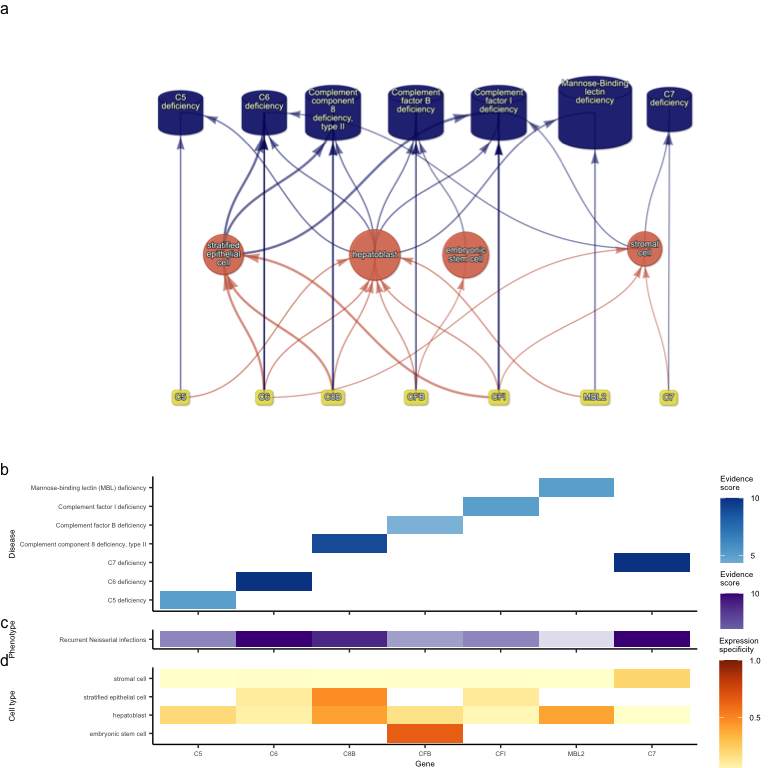 a
C5
deficiency
C6
deficiency
Complement
component
8
deficiency,
type II
Complement
factor B
deficiency
Complement
factor I
deficiency
Mannose-Binding
lectin
deficiency
C7
deficiency
stratified
epithelial
cell
hepatoblast
embryonic
stem cell
stromal
cell
C5
C6
C8B
CFB
CFI
MBL2
C7
b
Disease
Mannose-binding lectin (MBL) deficiency
Complement factor I deficiency
Complement factor B deficiency
Complement component 8 deficiency, type II
C7 deficiency
C6 deficiency
C5 deficiency
Evidence
score
10
5
c
Phenotype
Recurrent Neisserial infections
Evidence
score
10
d
Cell type
stromal cell
stratified epithelial cell
hepatoblast
embryonic stem cell
C5
C6
C8B
CFB
CFI
MBL2
C7
Gene
Expression
specificity
1.0
0.5